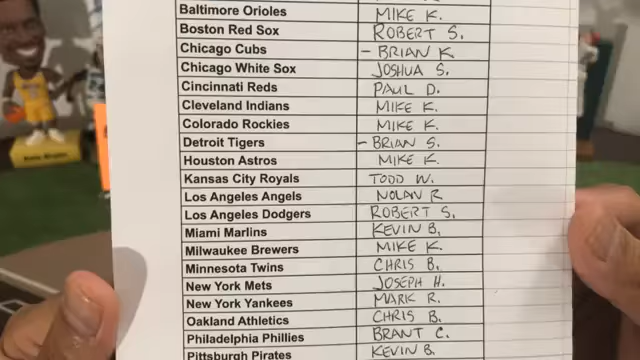 Baltimore Orioles MIKE K.
Boston Red Sox ROBERT S.
Chicago Cubs - BRIAN K
Chicago White Sox JOSHUA S.
Cincinnati Reds PAUL D.
Cleveland Indians MIKE K.
Colorado Rockies MIKE K.
Detroit Tigers - BRIAN S.
Houston Astros MIKE K.
Kansas City Royals TODD W.
Los Angeles Angels NOLAN R
Los Angeles Dodgers ROBERT S.
Miami Marlins KEVIN B.
Milwaukee Brewers MIKE K.
Minnesota Twins CHRIS B.
New York Mets JOSEPH H.
New York Yankees MARK R.
Oakland Athletics CHRIS B.
Philadelphia Phillies BRANT C.
Pittsburgh Pirates KEVIN B.